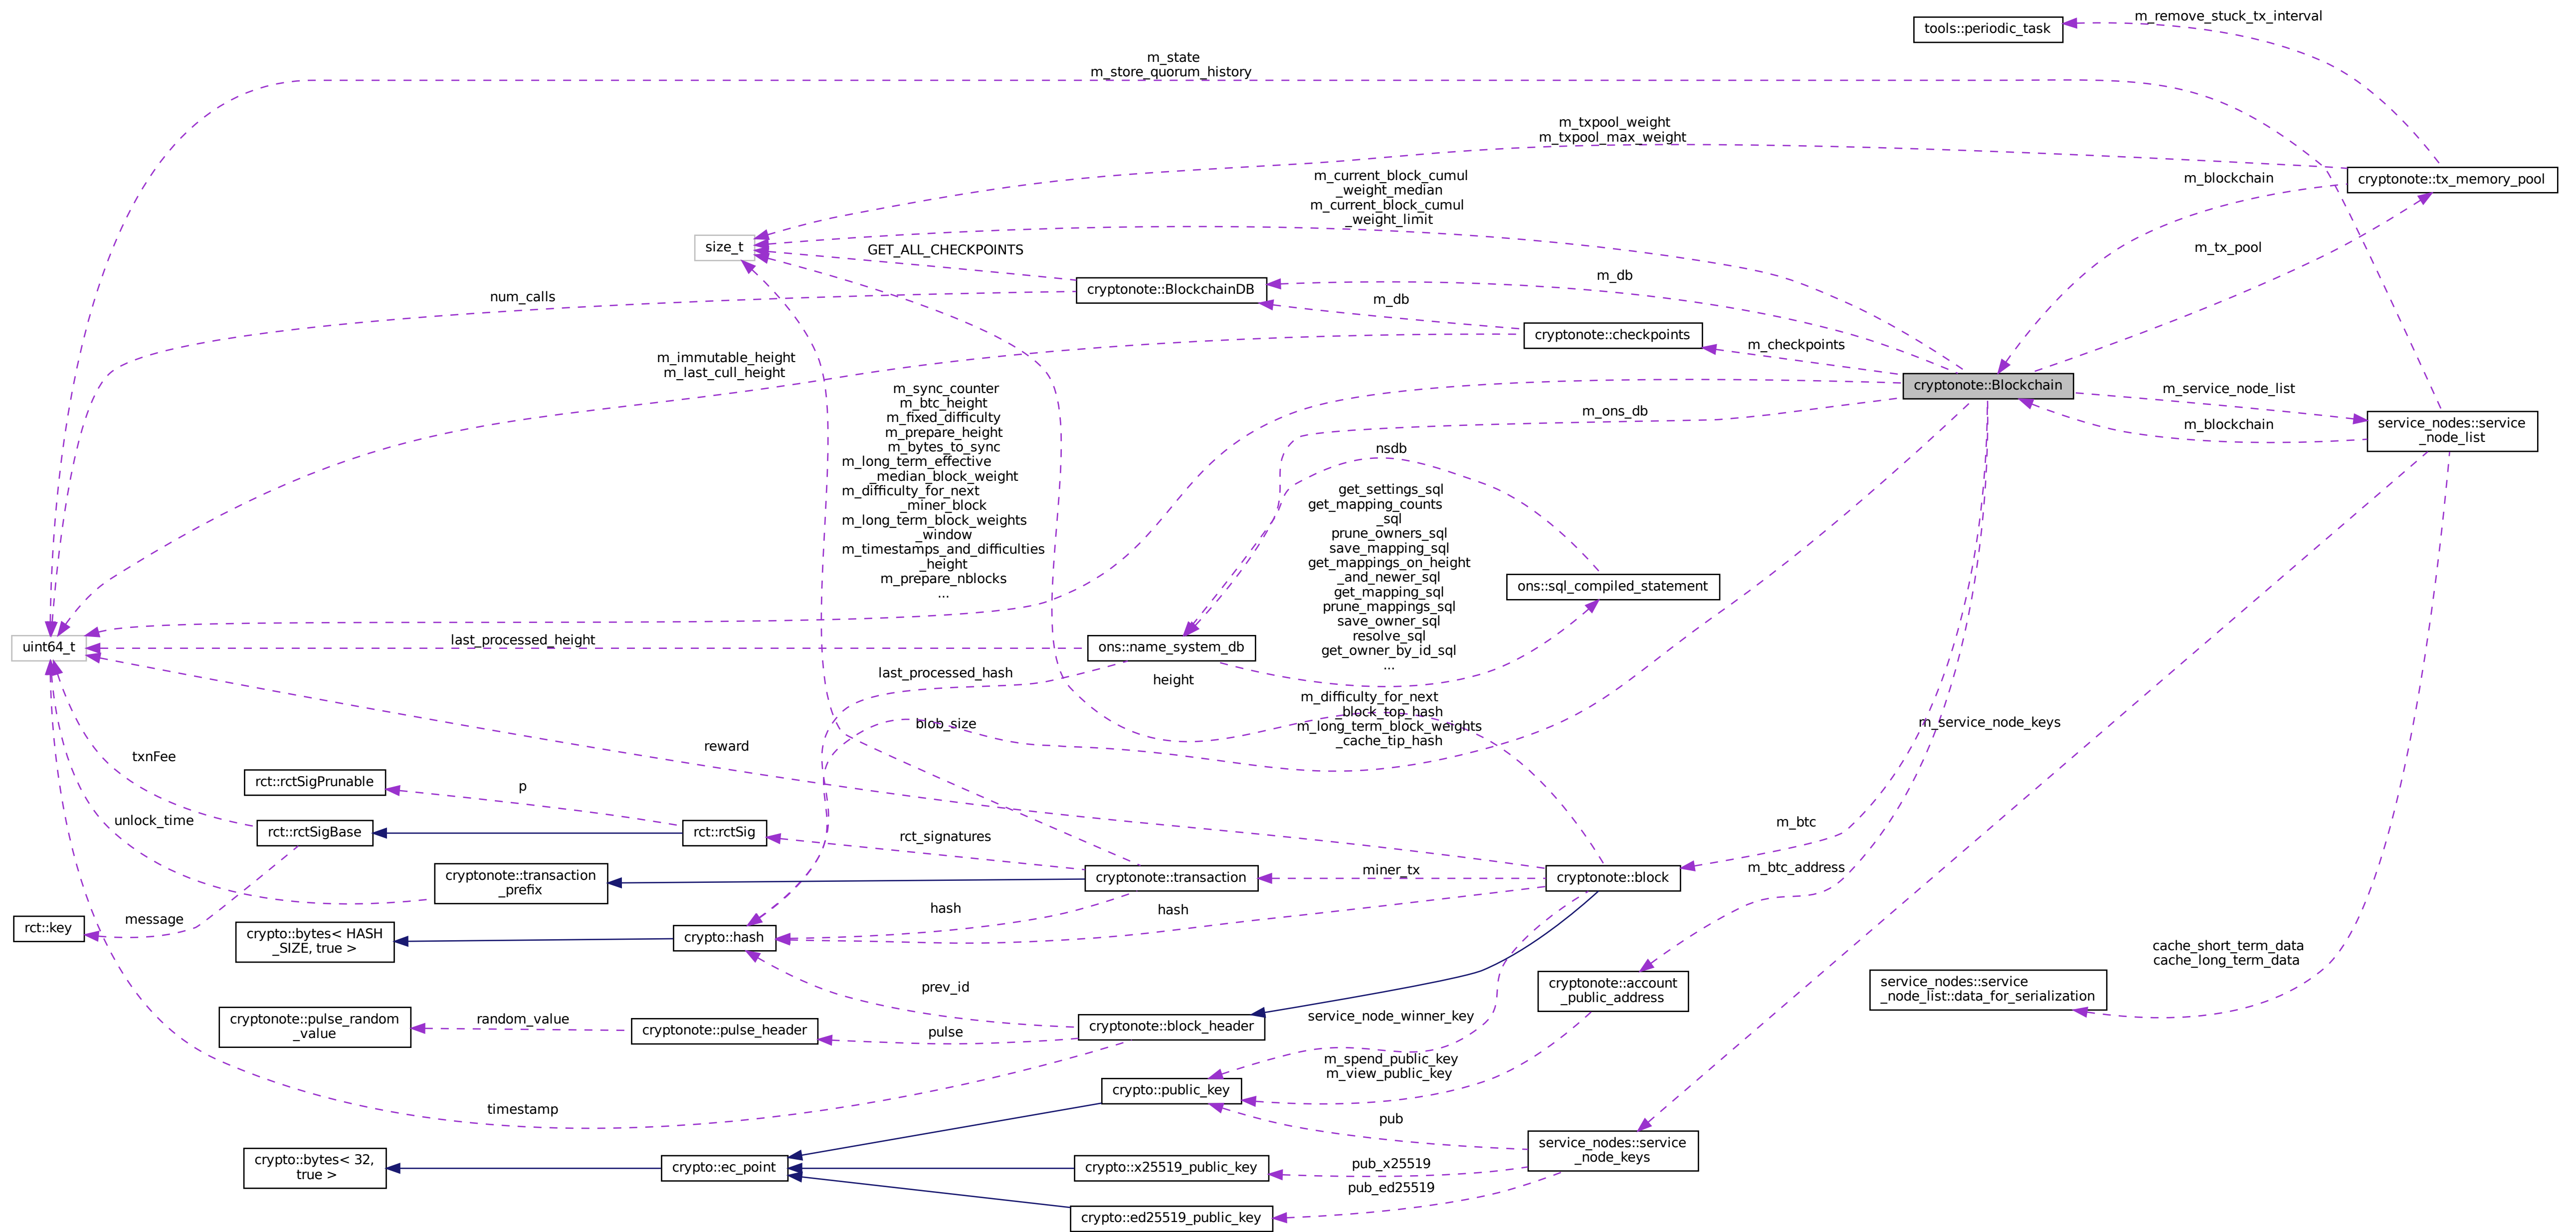 m_remove_stuck_tx_interval
tools::periodic_task
m_state
m_store_quorum_history
m_txpool_weight
m_txpool_max_weight
m_current_block_cumul
_weight_median
m_current_block_cumul
_weight_limit
m_blockchain
cryptonote::tx_memory_pool
size_t
GET_ALL_CHECKPOINTS
m_tx_pool
m_db
cryptonote::BlockchainDB
num_calls
m_db
cryptonote::checkpoints
m_checkpoints
m_immutable_height
m_last_cull_height
cryptonote::Blockchain
m_service_node_list
m_sync_counter
m_btc_height
m_fixed_difficulty
m_prepare_height
m_bytes_to_sync
m_long_term_effective
_median_block_weight
m_difficulty_for_next
_miner_block
m_long_term_block_weights
_window
m_timestamps_and_difficulties
_height
m_prepare_nblocks
...
m_ons_db
m_blockchain
service_nodes::service
_node_list
nsdb
get_settings_sql
get_mapping_counts
_sql
prune_owners_sql
save_mapping_sql
get_mappings_on_height
_and_newer_sql
get_mapping_sql
prune_mappings_sql
save_owner_sql
resolve_sql
get_owner_by_id_sql
...
ons::sql_compiled_statement
uint64_t
last_processed_height
ons::name_system_db
last_processed_hash
height
m_difficulty_for_next
_block_top_hash
m_long_term_block_weights
_cache_tip_hash
blob_size
m_service_node_keys
reward
txnFee
rct::rctSigPrunable
p
unlock_time
rct::rctSigBase
rct::rctSig
rct_signatures
m_btc
cryptonote::transaction
_prefix
cryptonote::transaction
miner_tx
cryptonote::block
m_btc_address
message
rct::key
hash
hash
crypto::bytes< HASH
_SIZE, true >
crypto::hash
cache_short_term_data
cache_long_term_data
prev_id
cryptonote::account
_public_address
service_nodes::service
_node_list::data_for_serialization
cryptonote::pulse_random
_value
random_value
cryptonote::pulse_header
pulse
cryptonote::block_header
service_node_winner_key
m_spend_public_key
m_view_public_key
crypto::public_key
timestamp
pub
service_nodes::service
_node_keys
crypto::bytes< 32,
true >
crypto::ec_point
crypto::x25519_public_key
pub_x25519
pub_ed25519
crypto::ed25519_public_key